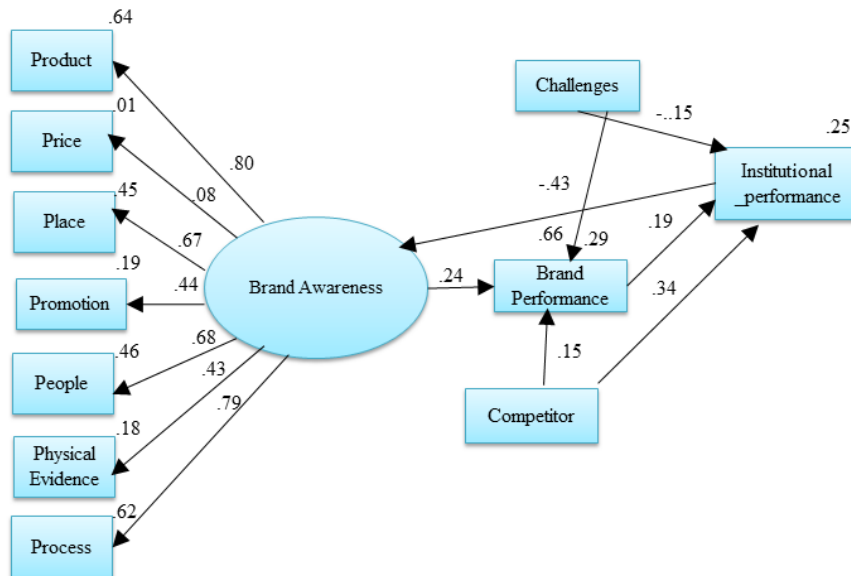 .64
Product
.01
Price
.80
.45
.08
Place
.67
.19
Promotion
.44
.46
.68
People
.43
.18
.79
Physical
Evidence
.62
Process
Brand Awareness
.24
Challenges
-..15
.25
Institutional
_performance
-.43
.66
.29
.19
Brand
Performance
.34
.15
Competitor